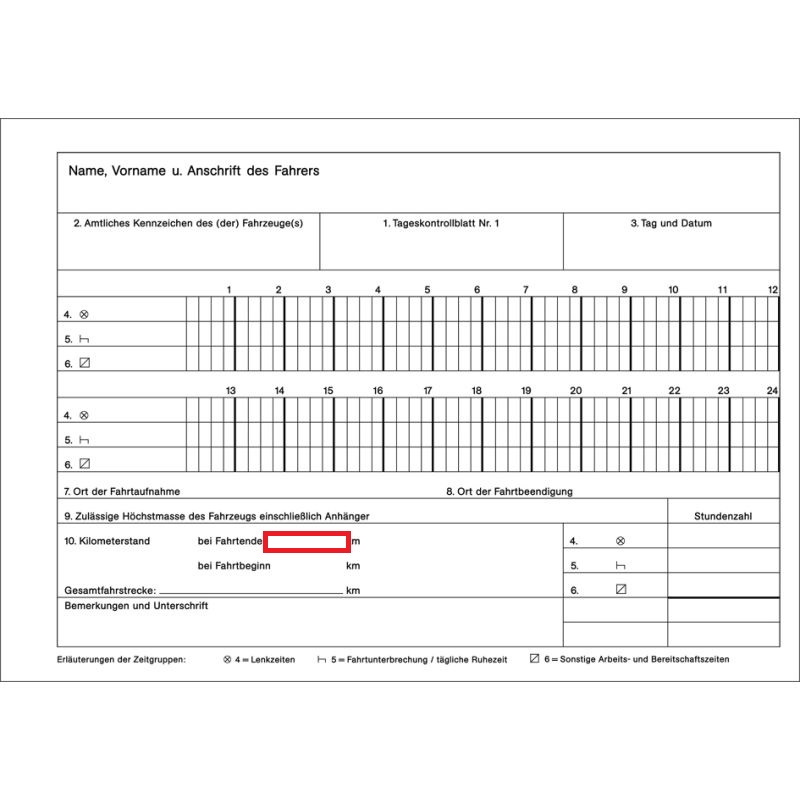 Name, Vorname u. Anschrift des Fahrers
2. Amtliches Kennzeichen des (der) Fahrzeuge(s) 1. Tageskontrollblatt Nr. 1 3. Tag und Datum
1 2 3 4 5 6 7 8 9 10 11 12
4.
5.
6.
13 14 15 16 17 18 19 20 21 22 23 24
4.
5.
6.
7. Ort der Fahrtaufnahme 8. Ort der Fahrtbeendigung
9. Zulässige Höchstmasse des Fahrzeugs einschließlich Anhänger Stundenzahl
10. Kilometerstand bei Fahrtende m 4.
bei Fahrtbeginn km 5.
Gesamtfahrstrecke: km 6.
Bemerkungen und Unterschrift
Erläuterungen der Zeitgruppen: 4 = Lenkzeiten 5 = Fahrtunterbrechung / tägliche Ruhezeit 6 = Sonstige Arbeits- und Bereitschaftszeiten